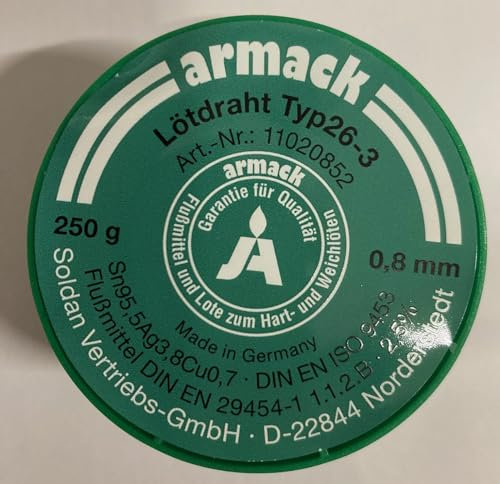 armack
Lötdraht Typ26-3
Art.-Nr.: 11020852
armack
Garantie für Qualität
Flußmittel und Lote zum Hart- und Weichlöten
250 g
0,8 mm
Made in Germany
Sn95,5Ag3,8Cu0,7 · DIN EN ISO 9453
Flußmittel DIN EN 29454-1 1.1.2.B · 2,5%
Soldan Vertriebs-GmbH · D-22844 Norderstedt